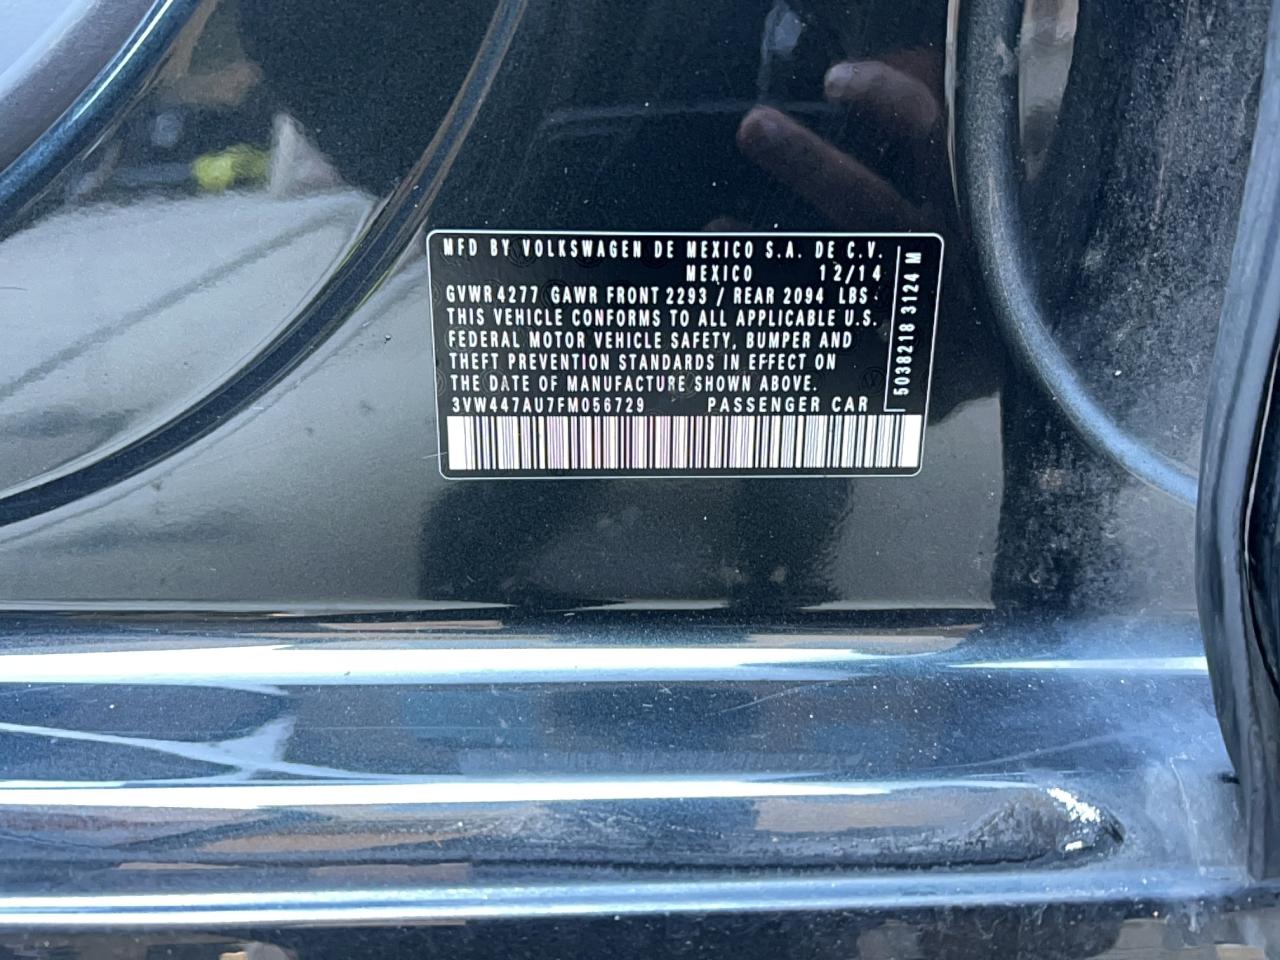 MFD BY VOLKSWAGEN DE MEXICO S.A. DE C.V.
MEXICO 12/14
GVWR 4277 GAWR FRONT 2293 / REAR 2094 LBS
THIS VEHICLE CONFORMS TO ALL APPLICABLE U.S.
FEDERAL MOTOR VEHICLE SAFETY, BUMPER AND
THEFT PREVENTION STANDARDS IN EFFECT ON
THE DATE OF MANUFACTURE SHOWN ABOVE.
3VW447AU7FM056729 PASSENGER CAR
5038218 3124 M